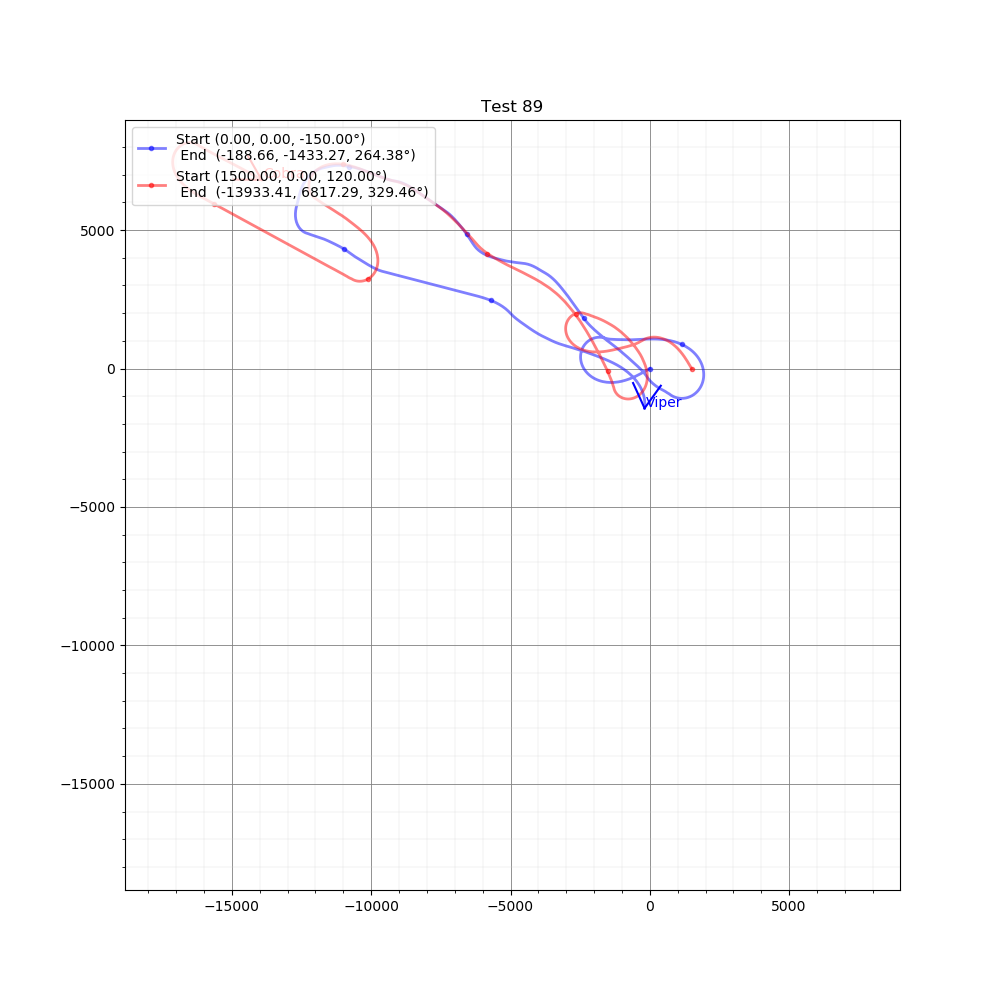 Test 89
Start (0.00, 0.00, -150.00°)
End (-188.66, -1433.27, 264.38°)
Start (1500.00, 0.00, 120.00°)
End (-13933.41, 6817.29, 329.46°)
5000
0
−5000
−10000
−15000
Viper
−15000
−10000
−5000
0
5000